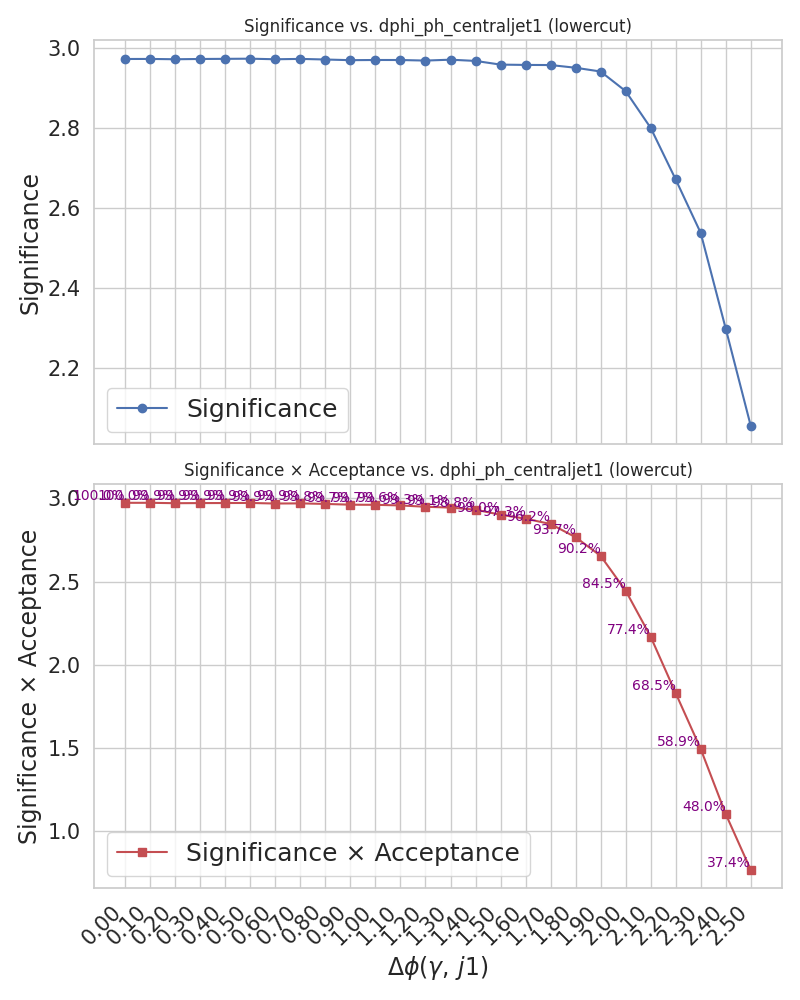 Significance vs. dphi_ph_centraljet1 (lowercut)
3.0
2.8
2.6
2.4
2.2
Significance
Significance
Significance × Acceptance vs. dphi_ph_centraljet1 (lowercut)
3.0
2.5
2.0
1.5
1.0
Significance × Acceptance
98.0%
97.3%
96.2%
93.7%
90.2%
84.5%
77.4%
68.5%
58.9%
48.0%
37.4%
Significance × Acceptance
0.00 0.10 0.20 0.30 0.40 0.50 0.60 0.70 0.80 0.90 1.00 1.10 1.20 1.30 1.40 1.50 1.60 1.70 1.80 1.90 2.00 2.10 2.20 2.30 2.40 2.50
Δϕ(γ, j1)